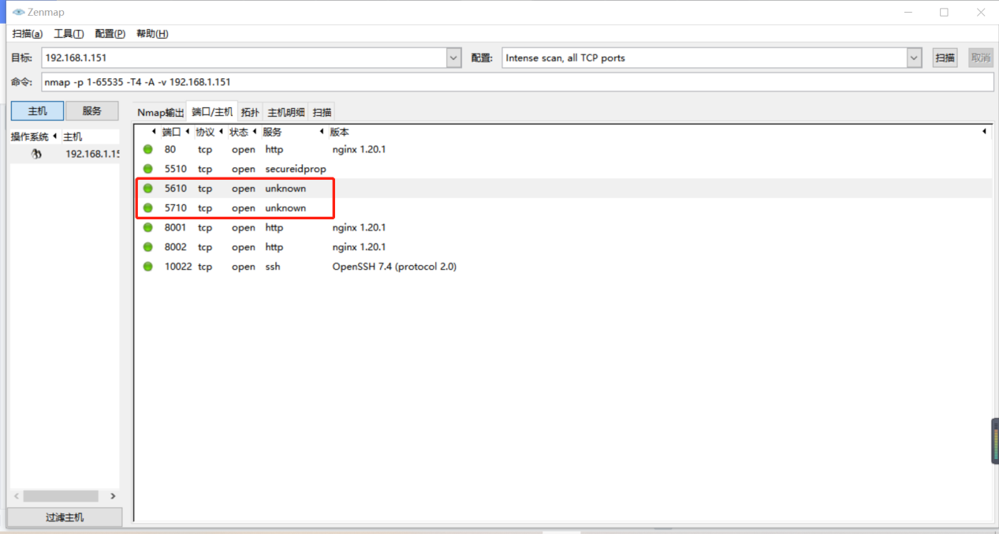 Zenmap
扫描(a) 工具(T) 配置(P) 帮助(H)
目标: 192.168.1.151 配置: Intense scan, all TCP ports 扫描 取消
命令: nmap -p 1-65535 -T4 -A -v 192.168.1.151
主机 服务 Nmap输出 端口/主机 拓扑 主机明细 扫描
操作系统 主机 端口 协议 状态 服务 版本
192.168.1.15
80 tcp open http nginx 1.20.1
5510 tcp open secureidprop
5610 tcp open unknown
5710 tcp open unknown
8001 tcp open http nginx 1.20.1
8002 tcp open http nginx 1.20.1
10022 tcp open ssh OpenSSH 7.4 (protocol 2.0)
过滤主机